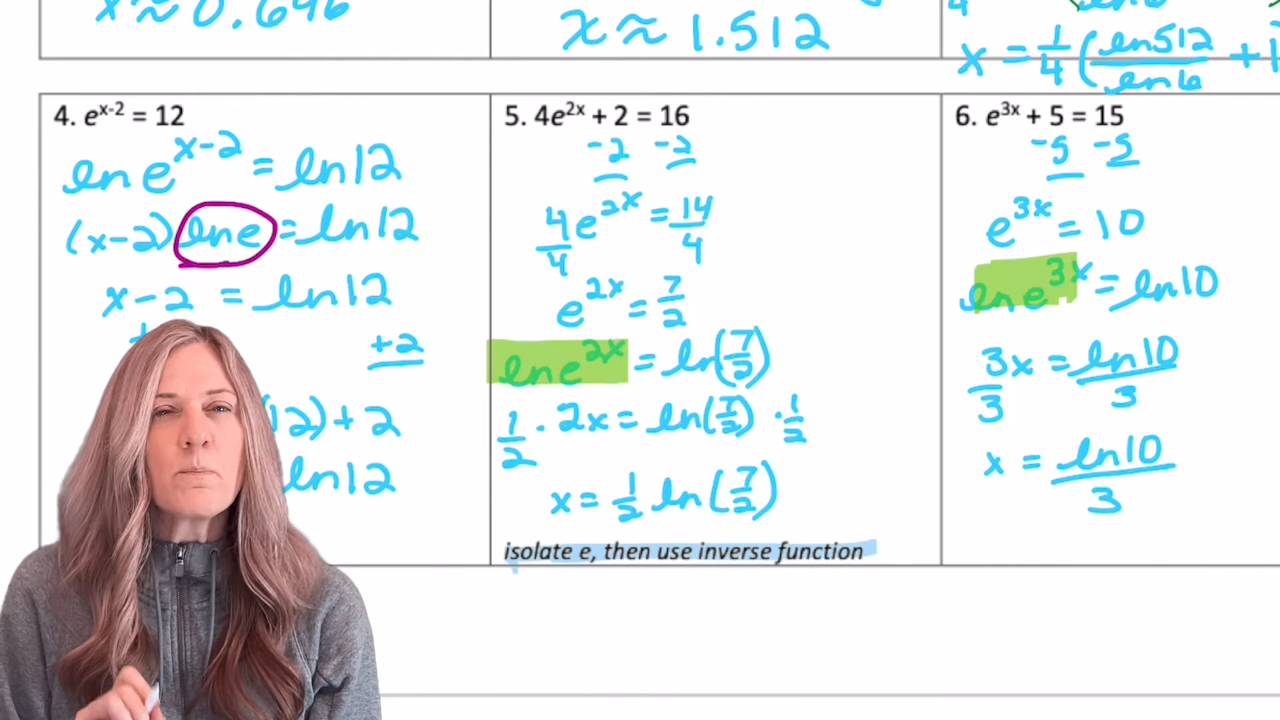 x ≈ 0.696
x ≈ 1.512
x = 1/4 (ln512/ln6 + 1
4. e^(x-2) = 12
ln e^(x-2) = ln12
(x-2) ln e = ln12
x-2 = ln12
+2
12) + 2
ln12
5. 4e^(2x) + 2 = 16
-2 -2
4e^(2x)/4 = 14/4
e^(2x) = 7/2
ln e^(2x) = ln(7/2)
1/2 · 2x = ln(7/2) · 1/2
x = 1/2 ln(7/2)
isolate e, then use inverse function
6. e^(3x) + 5 = 15
-5 -5
e^(3x) = 10
ln e^(3x) = ln10
3x/3 = ln10/3
x = ln10/3